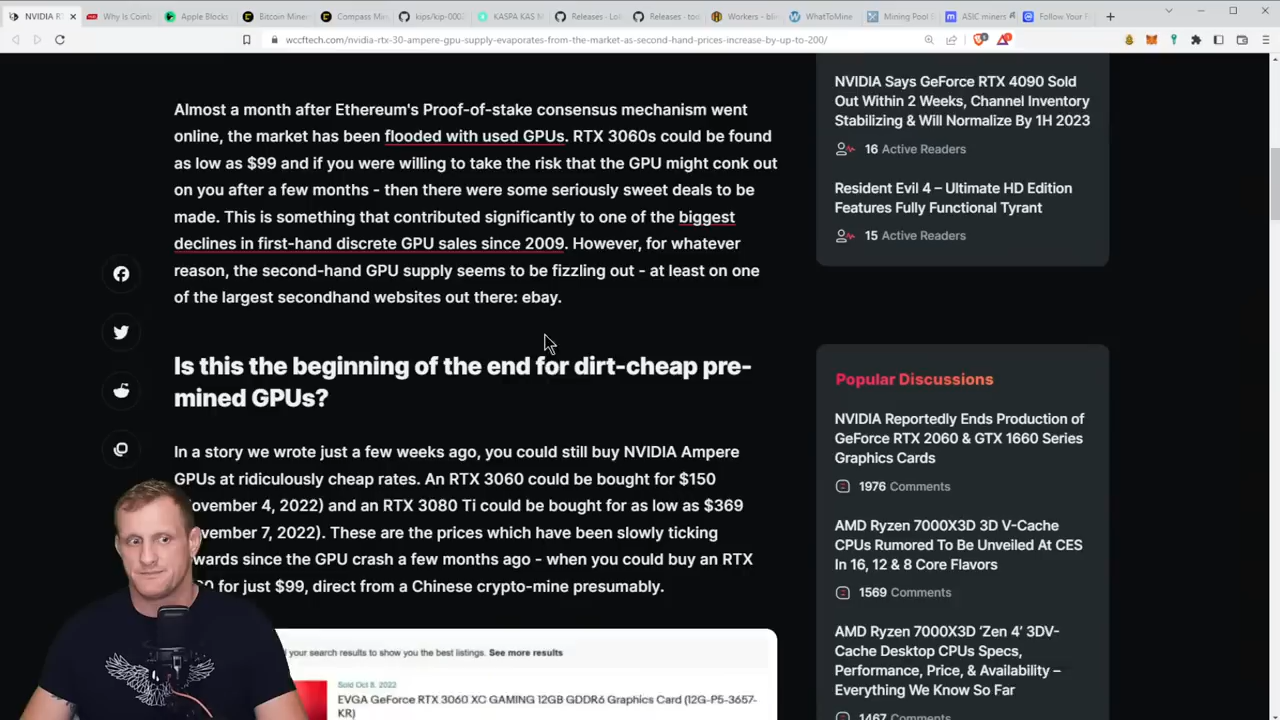 NVIDIA RT
Why Is Coinb
Apple Blocks
Bitcoin Miner
Compass Min
kips/kip-000
KASPA KAS M
Releases · Lol
Releases · too
Workers - bli
WhatToMine
Mining Pool S
ASIC miners
Follow Your F
wccftech.com/nvidia-rtx-30-ampere-gpu-supply-evaporates-from-the-market-as-second-hand-prices-increase-by-up-to-200/
Almost a month after Ethereum's Proof-of-stake consensus mechanism went
online, the market has been flooded with used GPUs. RTX 3060s could be found
as low as $99 and if you were willing to take the risk that the GPU might conk out
on you after a few months - then there were some seriously sweet deals to be
made. This is something that contributed significantly to one of the biggest
declines in first-hand discrete GPU sales since 2009. However, for whatever
reason, the second-hand GPU supply seems to be fizzling out - at least on one
of the largest secondhand websites out there: ebay.
Is this the beginning of the end for dirt-cheap pre-
mined GPUs?
In a story we wrote just a few weeks ago, you could still buy NVIDIA Ampere
GPUs at ridiculously cheap rates. An RTX 3060 could be bought for $150
vember 4, 2022) and an RTX 3080 Ti could be bought for as low as $369
vember 7, 2022). These are the prices which have been slowly ticking
wards since the GPU crash a few months ago - when you could buy an RTX
0 for just $99, direct from a Chinese crypto-mine presumably.
your search results to show you the best listings. See more results
Sold Oct 8, 2022
EVGA GeForce RTX 3060 XC GAMING 12GB GDDR6 Graphics Card (12G-P5-3657-
KR)
NVIDIA Says GeForce RTX 4090 Sold
Out Within 2 Weeks, Channel Inventory
Stabilizing & Will Normalize By 1H 2023
16 Active Readers
Resident Evil 4 – Ultimate HD Edition
Features Fully Functional Tyrant
15 Active Readers
Popular Discussions
NVIDIA Reportedly Ends Production of
GeForce RTX 2060 & GTX 1660 Series
Graphics Cards
1976 Comments
AMD Ryzen 7000X3D 3D V-Cache
CPUs Rumored To Be Unveiled At CES
In 16, 12 & 8 Core Flavors
1569 Comments
AMD Ryzen 7000X3D ‘Zen 4’ 3DV-
Cache Desktop CPUs Specs,
Performance, Price, & Availability –
Everything We Know So Far
1467 Comments